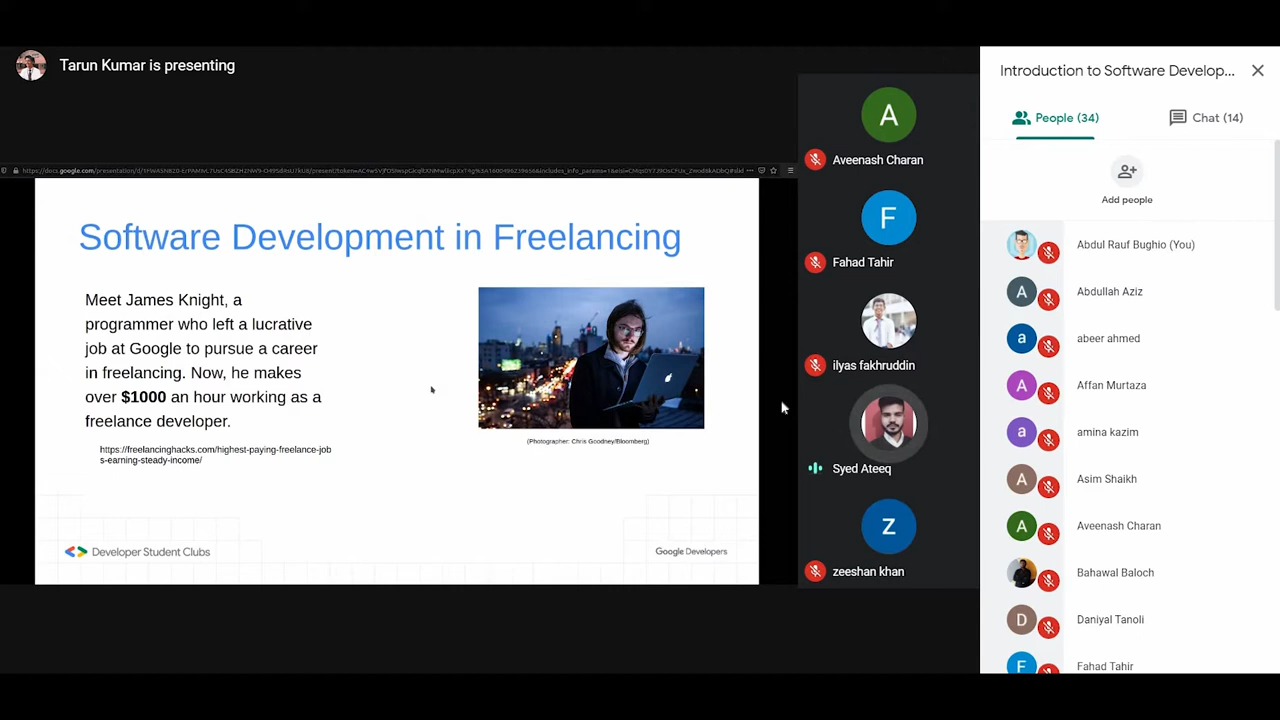 Tarun Kumar is presenting
Software Development in Freelancing
Meet James Knight, a
programmer who left a lucrative
job at Google to pursue a career
in freelancing. Now, he makes
over $1000 an hour working as a
freelance developer.
https://freelancinghacks.com/highest-paying-freelance-job
s-earning-steady-income/
(Photographer: Chris Goodney/Bloomberg)
Developer Student Clubs
Google Developers
A
Aveenash Charan
F
Fahad Tahir
ilyas fakhruddin
Syed Ateeq
z
zeeshan khan
Introduction to Software Develop...
People (34)
Chat (14)
Add people
Abdul Rauf Bughio (You)
A
Abdullah Aziz
a
abeer ahmed
A
Affan Murtaza
a
amina kazim
A
Asim Shaikh
A
Aveenash Charan
Bahawal Baloch
D
Daniyal Tanoli
F
Fahad Tahir